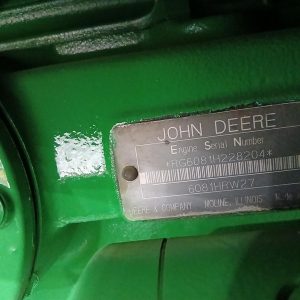 JOHN DEERE
Engine Serial Number
*RG6081H228204*
6081HRW27
DEERE & COMPANY MOLINE, ILLINOIS